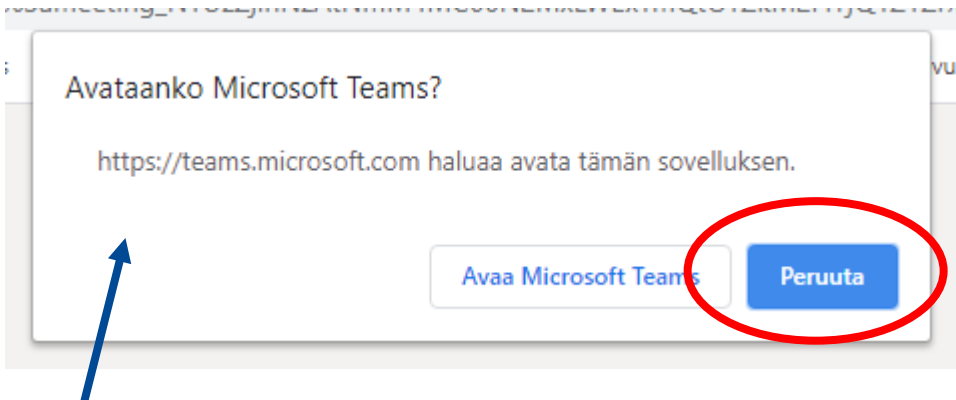 Avataanko Microsoft Teams?
https://teams.microsoft.com haluaa avata tämän sovelluksen.
Avaa Microsoft Teams
Peruuta